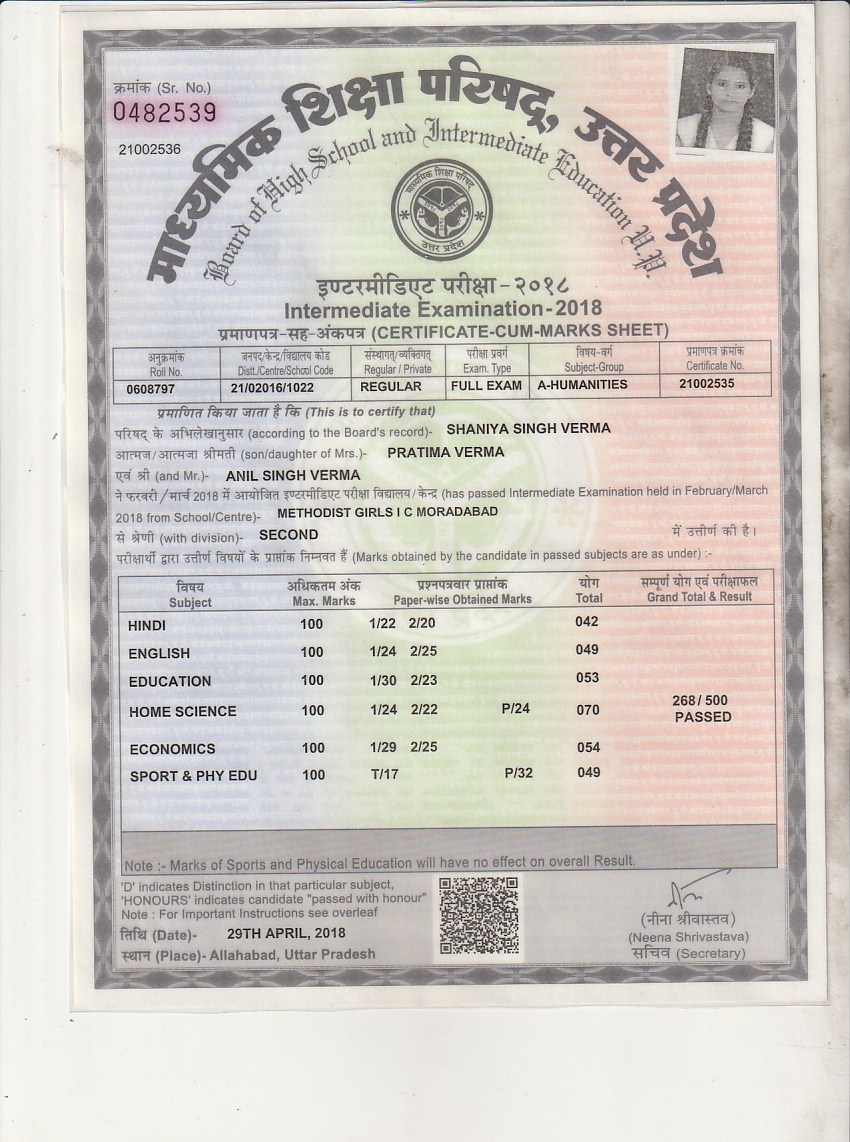 क्रमांक (Sr. No.)
0482539
21002536
माध्यमिक शिक्षा परिषद्, उत्तर प्रदेश
Board of High School and Intermediate Education U.P.
माध्यमिक शिक्षा परिषद्
उत्तर प्रदेश
इण्टरमीडिएट परीक्षा-२०१८
Intermediate Examination-2018
प्रमाणपत्र-सह-अंकपत्र (CERTIFICATE-CUM-MARKS SHEET)
अनुक्रमांक जनपद/केन्द्र/विद्यालय कोड संस्थागत/व्यक्तिगत् परीक्षा प्रवर्ग विषय-वर्ग प्रमाणपत्र क्रमांक
Roll No. Distt./Centre/School Code Regular / Private Exam. Type Subject-Group Certificate No.
0608797 21/02016/1022 REGULAR FULL EXAM A-HUMANITIES 21002535
प्रमाणित किया जाता है कि (This is to certify that)
परिषद के अभिलेखानुसार (according to the Board's record)- SHANIYA SINGH VERMA
आत्मज/आत्मजा श्रीमती (son/daughter of Mrs.)- PRATIMA VERMA
एवं श्री (and Mr.)- ANIL SINGH VERMA
ने फरवरी/मार्च 2018 में आयोजित इण्टरमीडिएट परीक्षा विद्यालय/केन्द्र (has passed Intermediate Examination held in February/March
2018 from School/Centre)- METHODIST GIRLS I C MORADABAD
से श्रेणी (with division)- SECOND में उत्तीर्ण की है।
परीक्षार्थी द्वारा उत्तीर्ण विषयों के प्राप्तांक निम्नवत हैं (Marks obtained by the candidate in passed subjects are as under) :-
विषय अधिकतम अंक प्रश्नपत्रवार प्राप्तांक योग सम्पूर्ण योग एवं परीक्षाफल
Subject Max. Marks Paper-wise Obtained Marks Total Grand Total & Result
HINDI 100 1/22 2/20 042
ENGLISH 100 1/24 2/25 049
EDUCATION 100 1/30 2/23 053
HOME SCIENCE 100 1/24 2/22 P/24 070 268/ 500
PASSED
ECONOMICS 100 1/29 2/25 054
SPORT & PHY EDU 100 T/17 P/32 049
Note :- Marks of Sports and Physical Education will have no effect on overall Result.
'D' indicates Distinction in that particular subject,
'HONOURS' indicates candidate "passed with honour"
Note : For Important Instructions see overleaf
तिथि (Date)- 29TH APRIL, 2018
स्थान (Place)- Allahabad, Uttar Pradesh
(नीना श्रीवास्तव)
(Neena Shrivastava)
सचिव (Secretary)